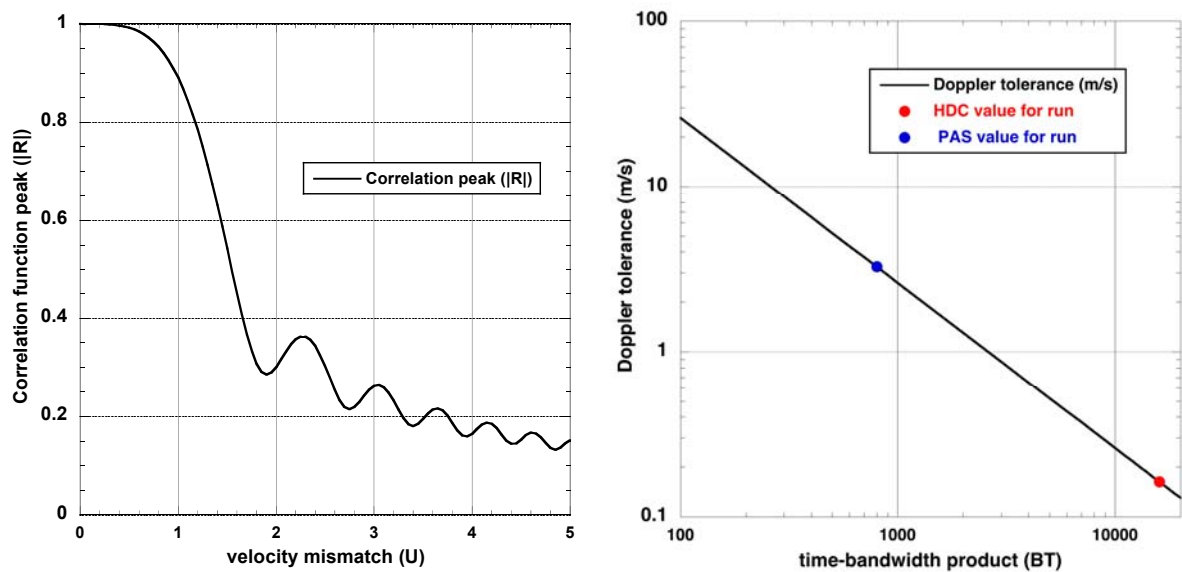 1
0.8
0.6
0.4
0.2
0
Correlation function peak (|R|)
Correlation peak (|R|)
0 1 2 3 4 5
velocity mismatch (U)
100
10
1
0.1
Doppler tolerance (m/s)
Doppler tolerance (m/s)
HDC value for run
PAS value for run
100 1000 10000
time-bandwidth product (BT)